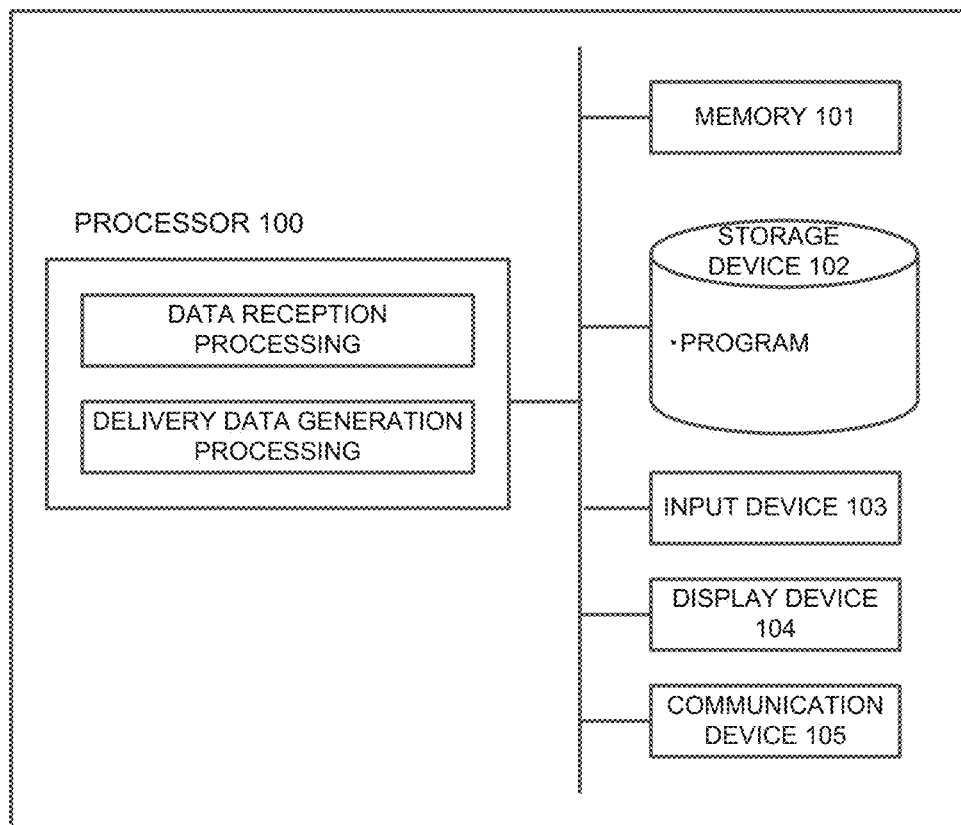 PROCESSOR 100
DATA RECEPTION
PROCESSING
DELIVERY DATA GENERATION
PROCESSING
MEMORY 101
STORAGE
DEVICE 102
・PROGRAM
INPUT DEVICE 103
DISPLAY DEVICE
104
COMMUNICATION
DEVICE 105